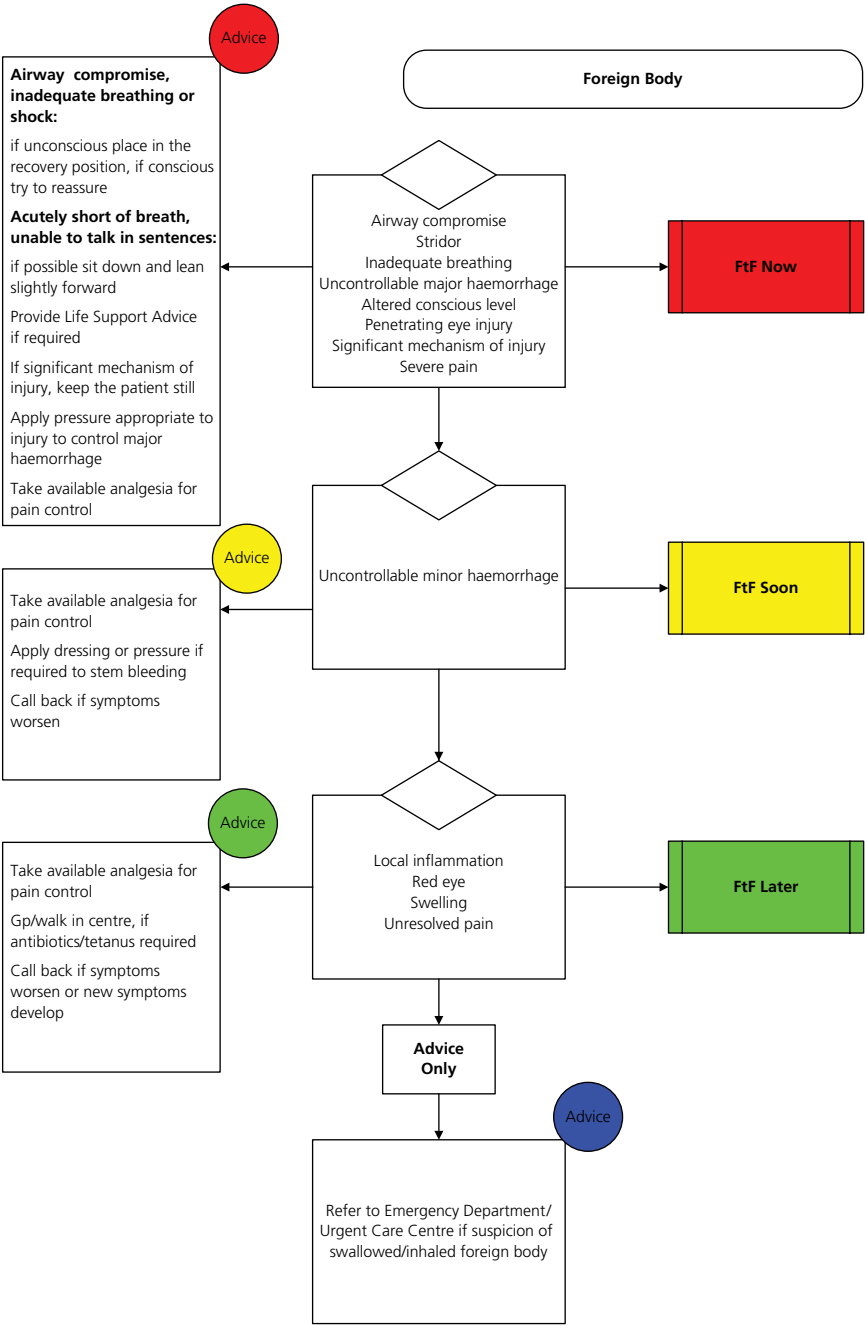 Foreign Body
Advice
Airway compromise,
inadequate breathing or
shock:
if unconscious place in the
recovery position, if conscious
try to reassure
Acutely short of breath,
unable to talk in sentences:
if possible sit down and lean
slightly forward
Provide Life Support Advice
if required
If significant mechanism of
injury, keep the patient still
Apply pressure appropriate to
injury to control major
haemorrhage
Take available analgesia for
pain control
Airway compromise
Stridor
Inadequate breathing
Uncontrollable major haemorrhage
Altered conscious level
Penetrating eye injury
Significant mechanism of injury
Severe pain
FtF Now
Advice
Take available analgesia for
pain control
Apply dressing or pressure if
required to stem bleeding
Call back if symptoms
worsen
Uncontrollable minor haemorrhage
FtF Soon
Advice
Take available analgesia for
pain control
Gp/walk in centre, if
antibiotics/tetanus required
Call back if symptoms
worsen or new symptoms
develop
Local inflammation
Red eye
Swelling
Unresolved pain
FtF Later
Advice
Only
Advice
Refer to Emergency Department/
Urgent Care Centre if suspicion of
swallowed/inhaled foreign body